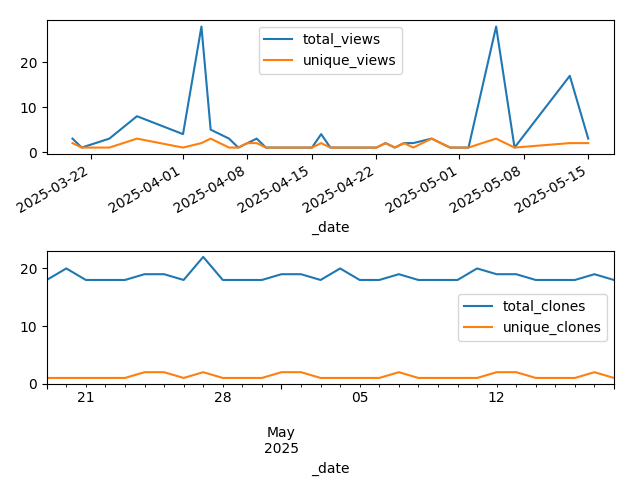 20
10
0
total_views
unique_views
2025-03-22
2025-04-01
2025-04-08
2025-04-15
2025-04-22
2025-05-01
2025-05-08
2025-05-15
_date
20
10
0
total_clones
unique_clones
21
28
05
12
May
2025
_date